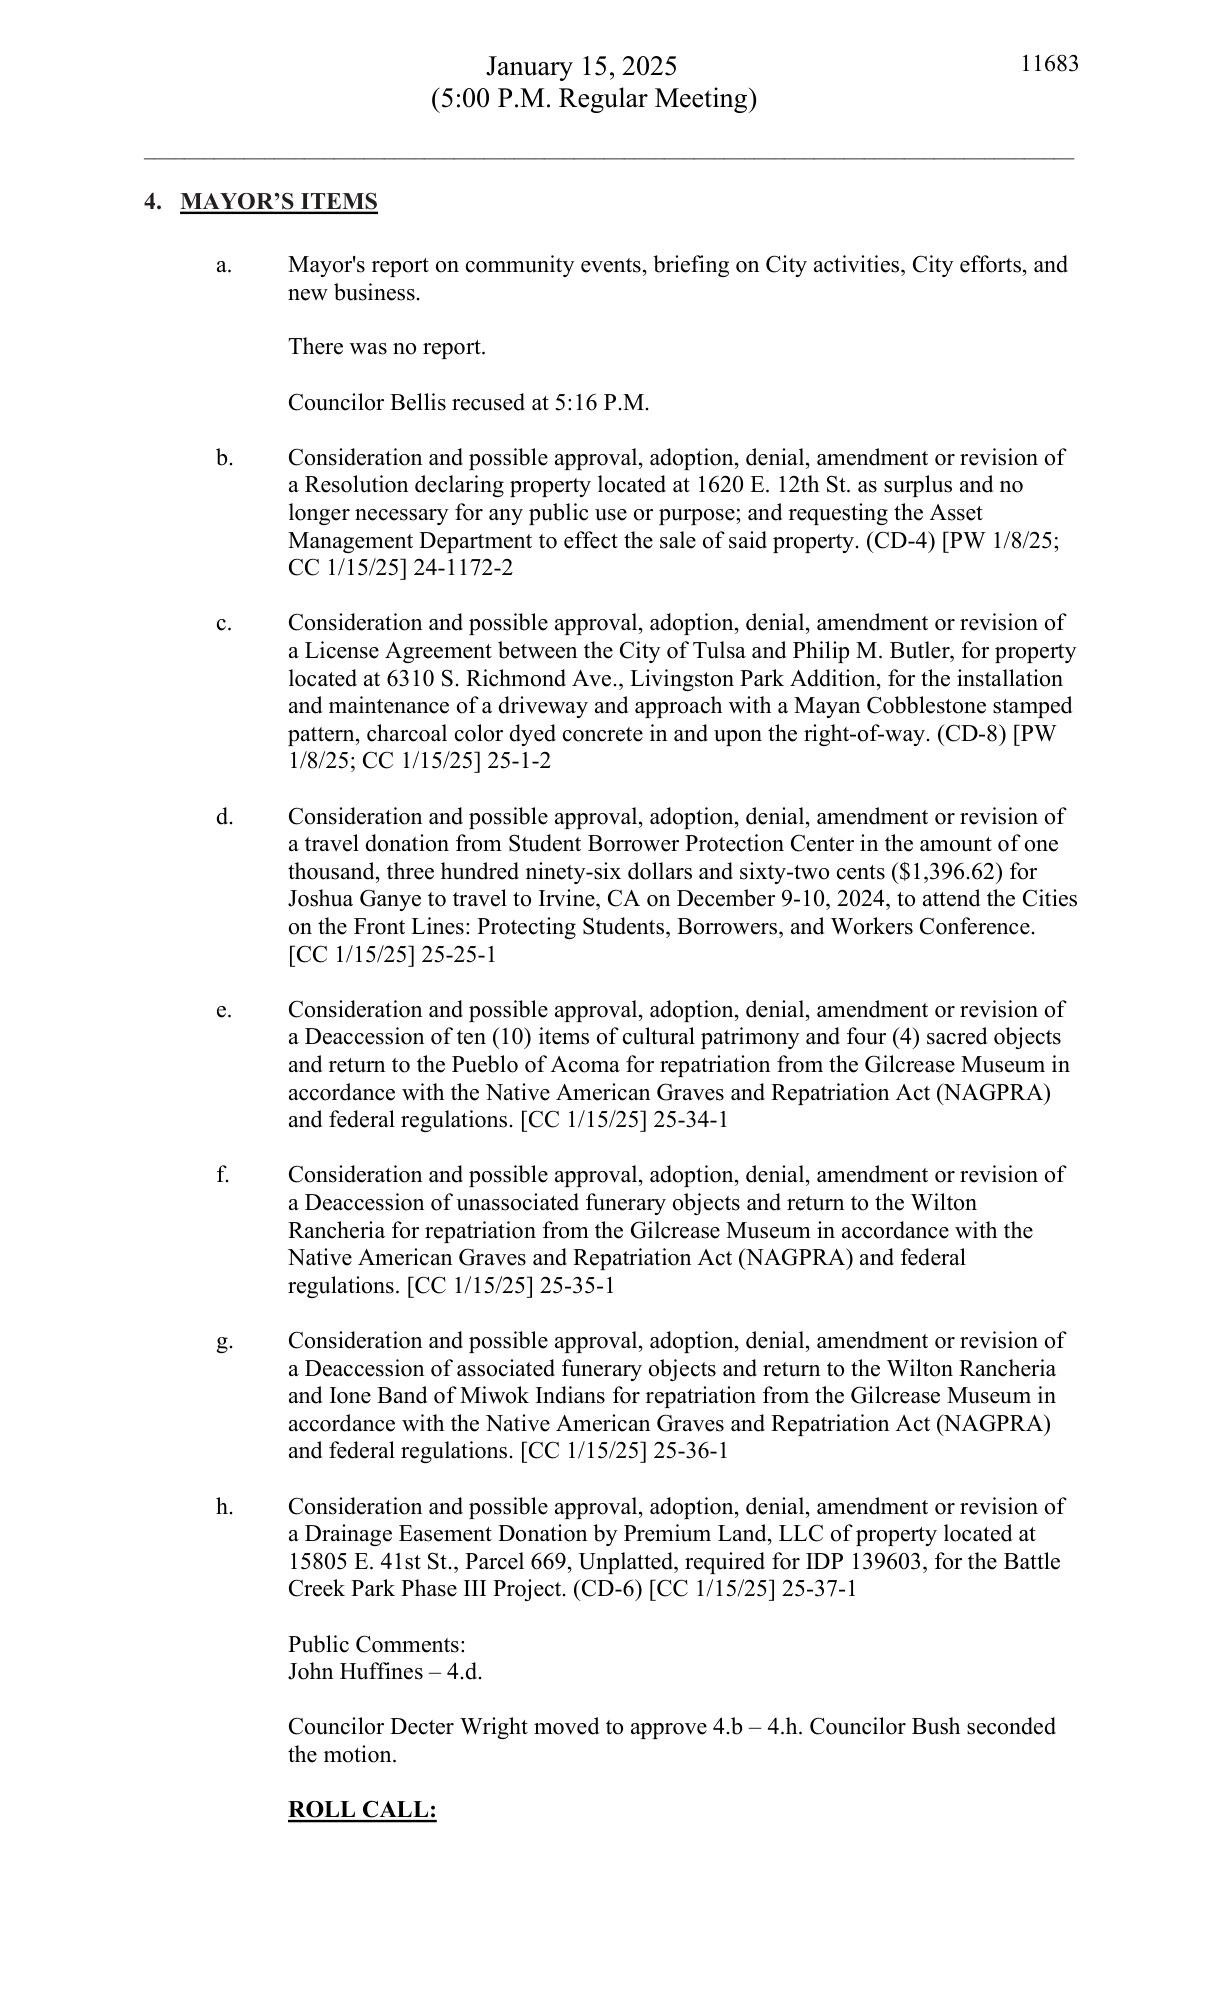 January 15, 2025
11683
(5:00 P.M. Regular Meeting)
4. MAYOR’S ITEMS
a. Mayor's report on community events, briefing on City activities, City efforts, and
new business.
There was no report.
Councilor Bellis recused at 5:16 P.M.
b. Consideration and possible approval, adoption, denial, amendment or revision of
a Resolution declaring property located at 1620 E. 12th St. as surplus and no
longer necessary for any public use or purpose; and requesting the Asset
Management Department to effect the sale of said property. (CD-4) [PW 1/8/25;
CC 1/15/25] 24-1172-2
c. Consideration and possible approval, adoption, denial, amendment or revision of
a License Agreement between the City of Tulsa and Philip M. Butler, for property
located at 6310 S. Richmond Ave., Livingston Park Addition, for the installation
and maintenance of a driveway and approach with a Mayan Cobblestone stamped
pattern, charcoal color dyed concrete in and upon the right-of-way. (CD-8) [PW
1/8/25; CC 1/15/25] 25-1-2
d. Consideration and possible approval, adoption, denial, amendment or revision of
a travel donation from Student Borrower Protection Center in the amount of one
thousand, three hundred ninety-six dollars and sixty-two cents ($1,396.62) for
Joshua Ganye to travel to Irvine, CA on December 9-10, 2024, to attend the Cities
on the Front Lines: Protecting Students, Borrowers, and Workers Conference.
[CC 1/15/25] 25-25-1
e. Consideration and possible approval, adoption, denial, amendment or revision of
a Deaccession of ten (10) items of cultural patrimony and four (4) sacred objects
and return to the Pueblo of Acoma for repatriation from the Gilcrease Museum in
accordance with the Native American Graves and Repatriation Act (NAGPRA)
and federal regulations. [CC 1/15/25] 25-34-1
f. Consideration and possible approval, adoption, denial, amendment or revision of
a Deaccession of unassociated funerary objects and return to the Wilton
Rancheria for repatriation from the Gilcrease Museum in accordance with the
Native American Graves and Repatriation Act (NAGPRA) and federal
regulations. [CC 1/15/25] 25-35-1
g. Consideration and possible approval, adoption, denial, amendment or revision of
a Deaccession of associated funerary objects and return to the Wilton Rancheria
and Ione Band of Miwok Indians for repatriation from the Gilcrease Museum in
accordance with the Native American Graves and Repatriation Act (NAGPRA)
and federal regulations. [CC 1/15/25] 25-36-1
h. Consideration and possible approval, adoption, denial, amendment or revision of
a Drainage Easement Donation by Premium Land, LLC of property located at
15805 E. 41st St., Parcel 669, Unplatted, required for IDP 139603, for the Battle
Creek Park Phase III Project. (CD-6) [CC 1/15/25] 25-37-1
Public Comments:
John Huffines – 4.d.
Councilor Decter Wright moved to approve 4.b – 4.h. Councilor Bush seconded
the motion.
ROLL CALL: